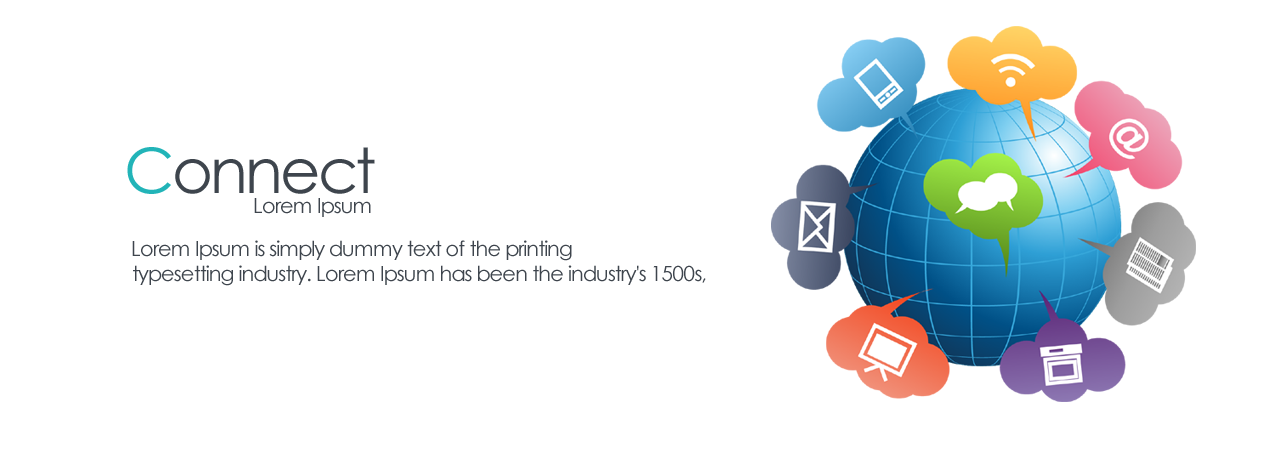 Connect
Lorem Ipsum
Lorem Ipsum is simply dummy text of the printing
typesetting industry. Lorem Ipsum has been the industry's 1500s,
@